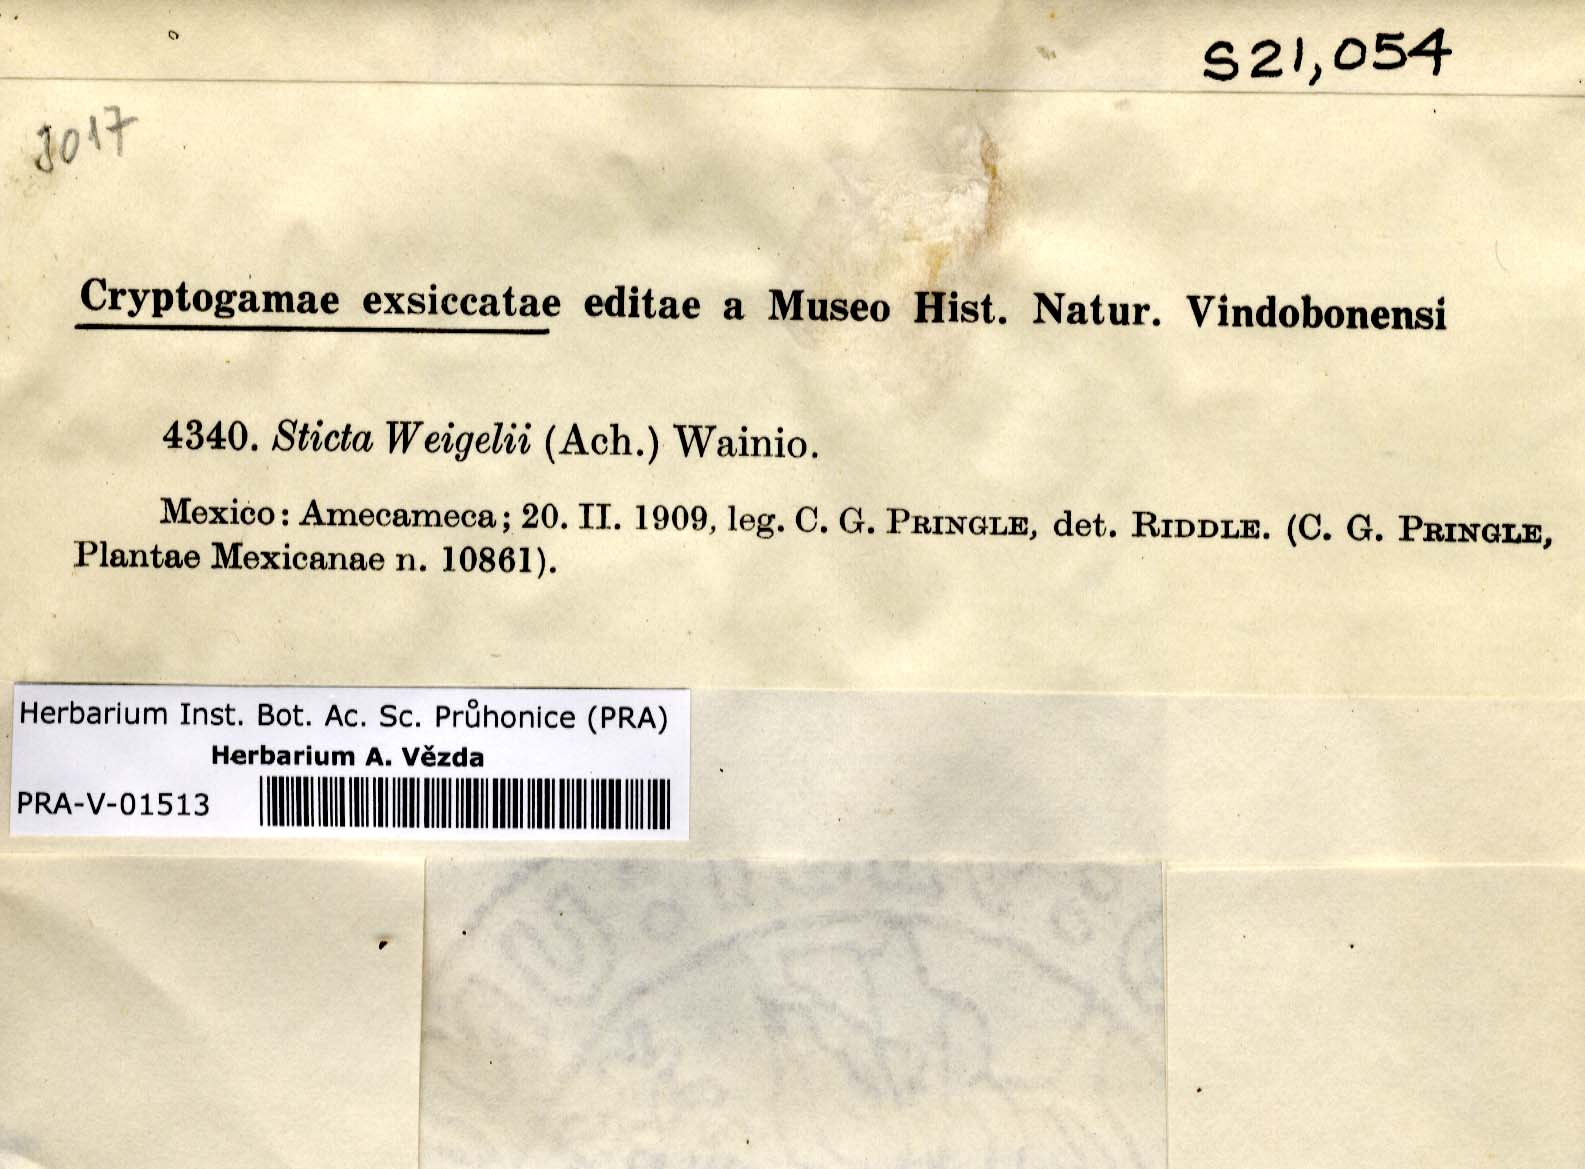 S21,054
3017
Cryptogamae exsiccatae editae a Museo Hist. Natur. Vindobonensi
4340. Sticta Weigelii (Ach.) Wainio.
Mexico: Amecameca; 20. II. 1909, leg. C. G. PRINGLE, det. RIDDLE. (C. G. PRINGLE,
Plantae Mexicanae n. 10861).
Herbarium Inst. Bot. Ac. Sc. Průhonice (PRA)
Herbarium A. Vězda
PRA-V-01513